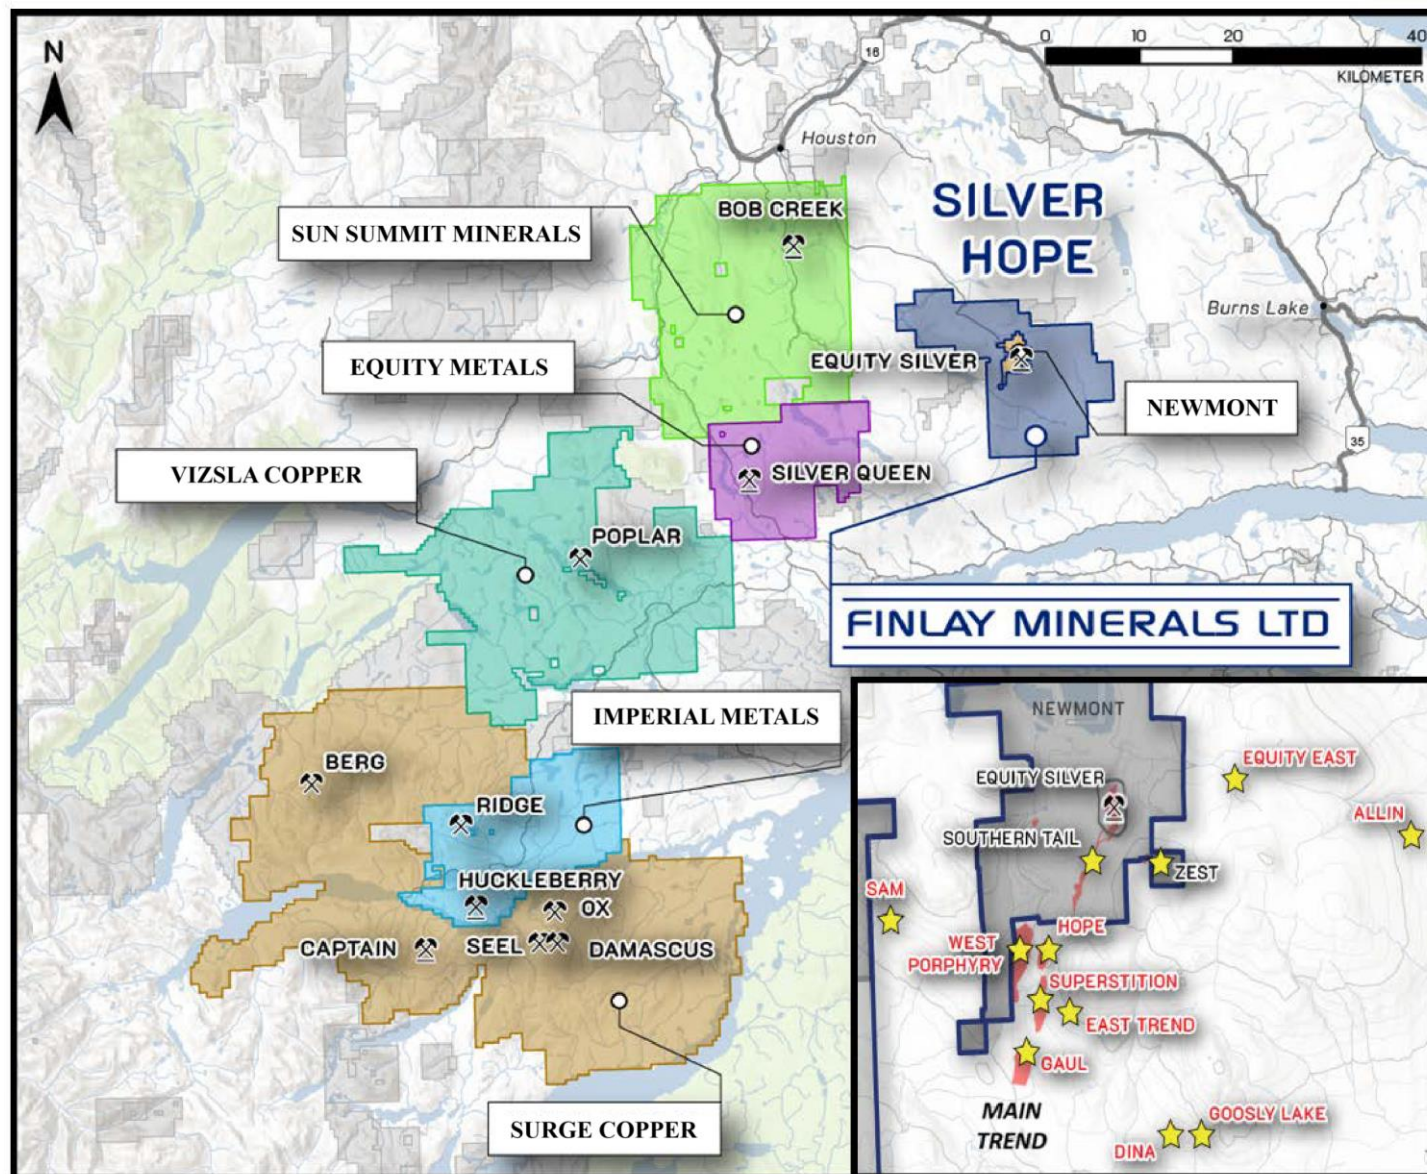 N
0 10 20 40
KILOMETER
16
Houston
SILVER
HOPE
BOB CREEK
SUN SUMMIT MINERALS
Burns Lake
EQUITY METALS
EQUITY SILVER
NEWMONT
35
VIZSLA COPPER
SILVER QUEEN
POPLAR
FINLAY MINERALS LTD
IMPERIAL METALS
BERG
RIDGE
HUCKLEBERRY
OX
CAPTAIN
SEEL
DAMASCUS
SURGE COPPER
NEWMONT
EQUITY SILVER
EQUITY EAST
ALLIN
SOUTHERN TAIL
ZEST
SAM
HOPE
WEST
PORPHYRY
SUPERSTITION
EAST TREND
GAUL
MAIN
TREND
GOOSLY LAKE
DINA